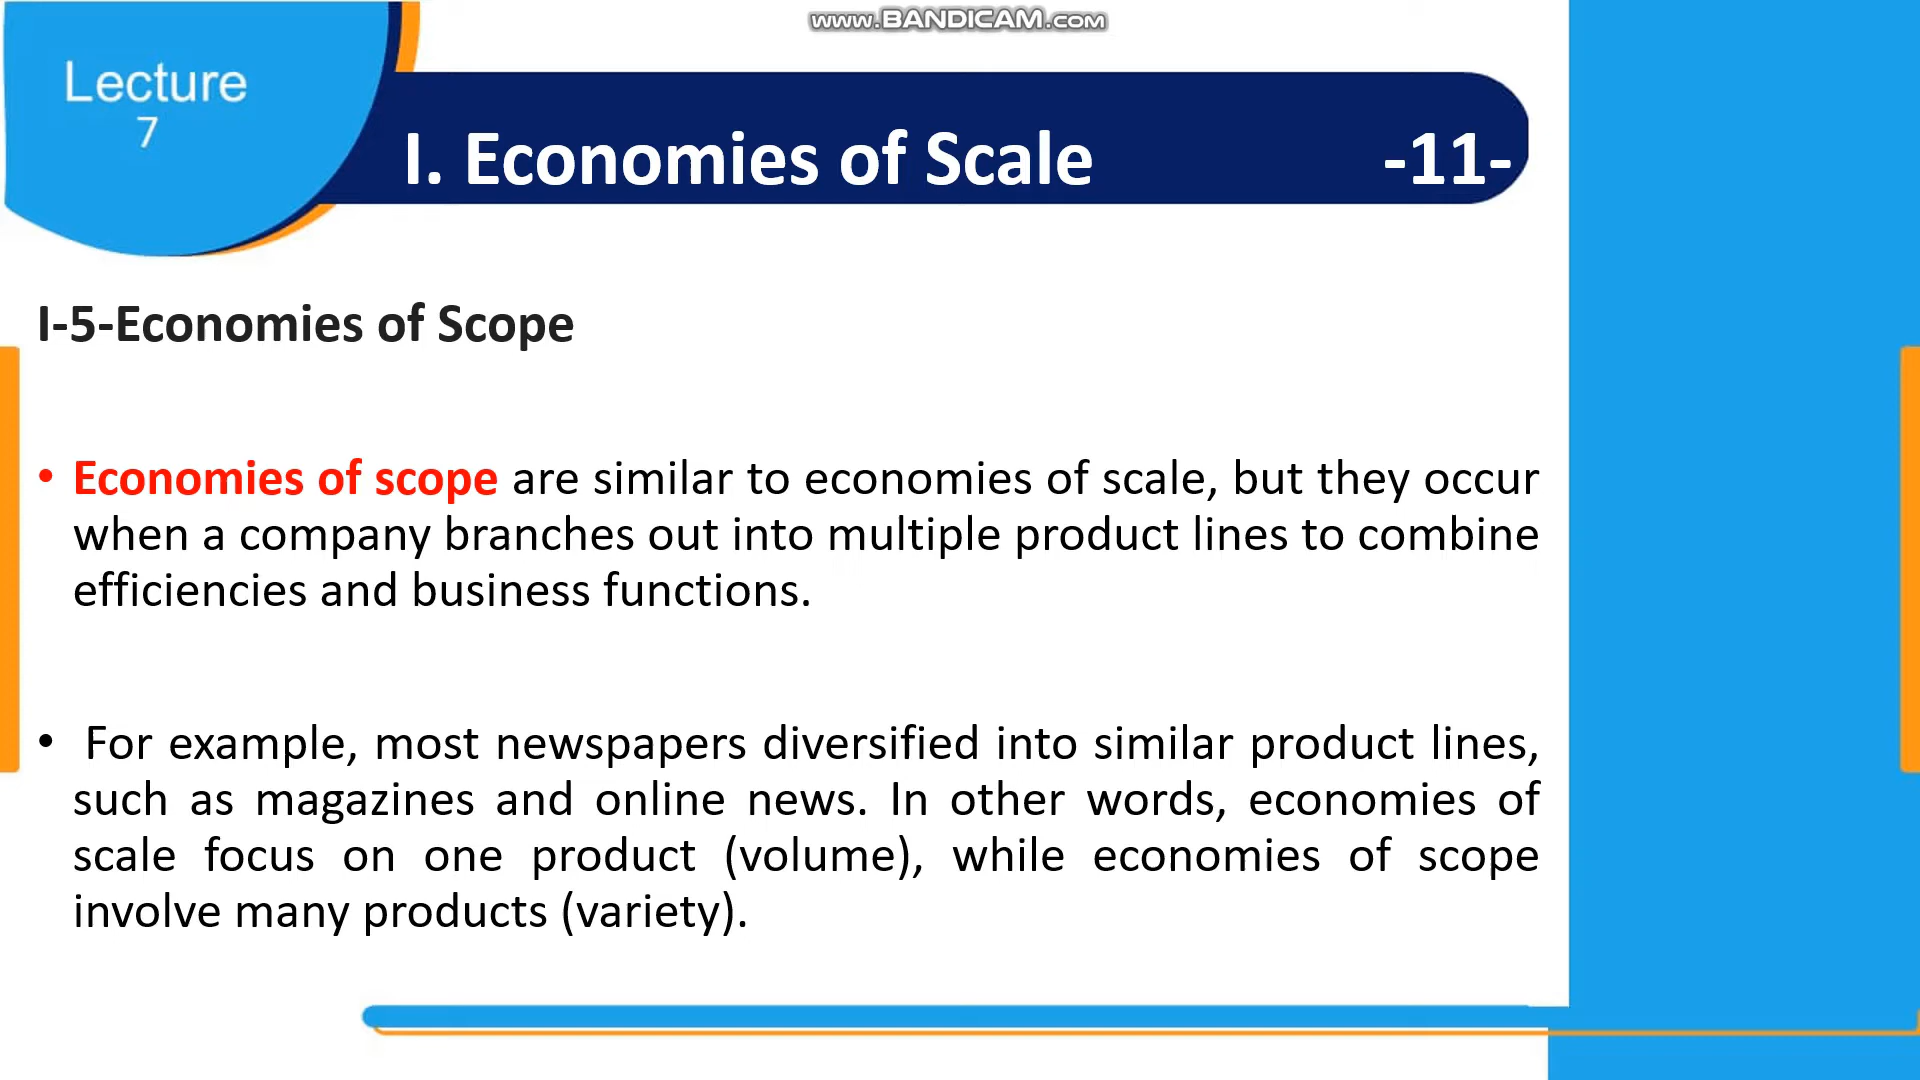 www.BANDICAM.com
Lecture
7
I. Economies of Scale -11-
I-5-Economies of Scope
• Economies of scope are similar to economies of scale, but they occur
when a company branches out into multiple product lines to combine
efficiencies and business functions.
• For example, most newspapers diversified into similar product lines,
such as magazines and online news. In other words, economies of
scale focus on one product (volume), while economies of scope
involve many products (variety).